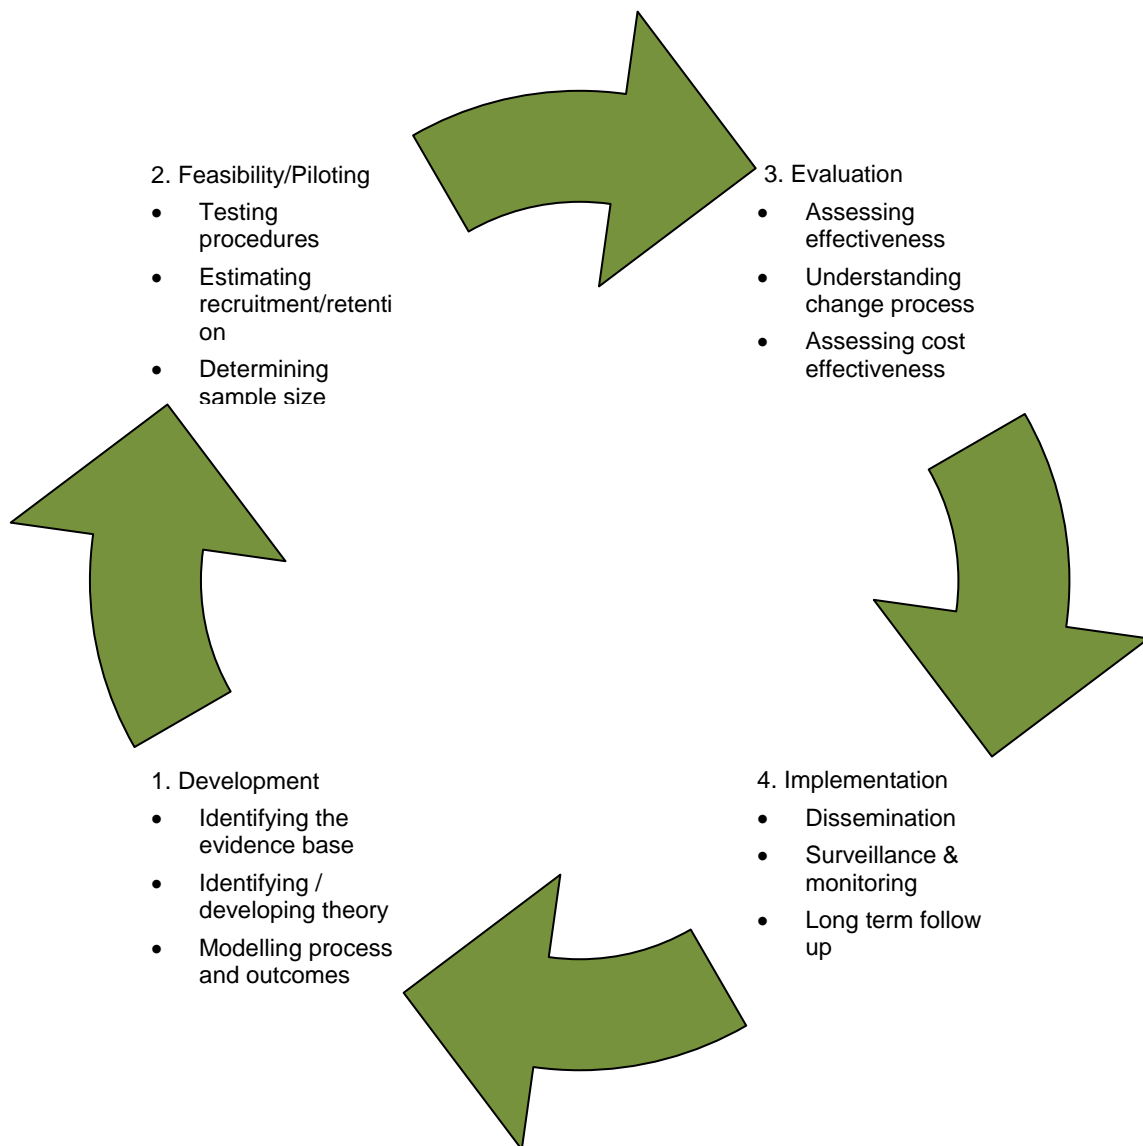 2. Feasibility/Piloting
• Testing
procedures
• Estimating
recruitment/retenti
on
• Determining
sample size
3. Evaluation
• Assessing
effectiveness
• Understanding
change process
• Assessing cost
effectiveness
1. Development
• Identifying the
evidence base
• Identifying /
developing theory
• Modelling process
and outcomes
4. Implementation
• Dissemination
• Surveillance &
monitoring
• Long term follow
up